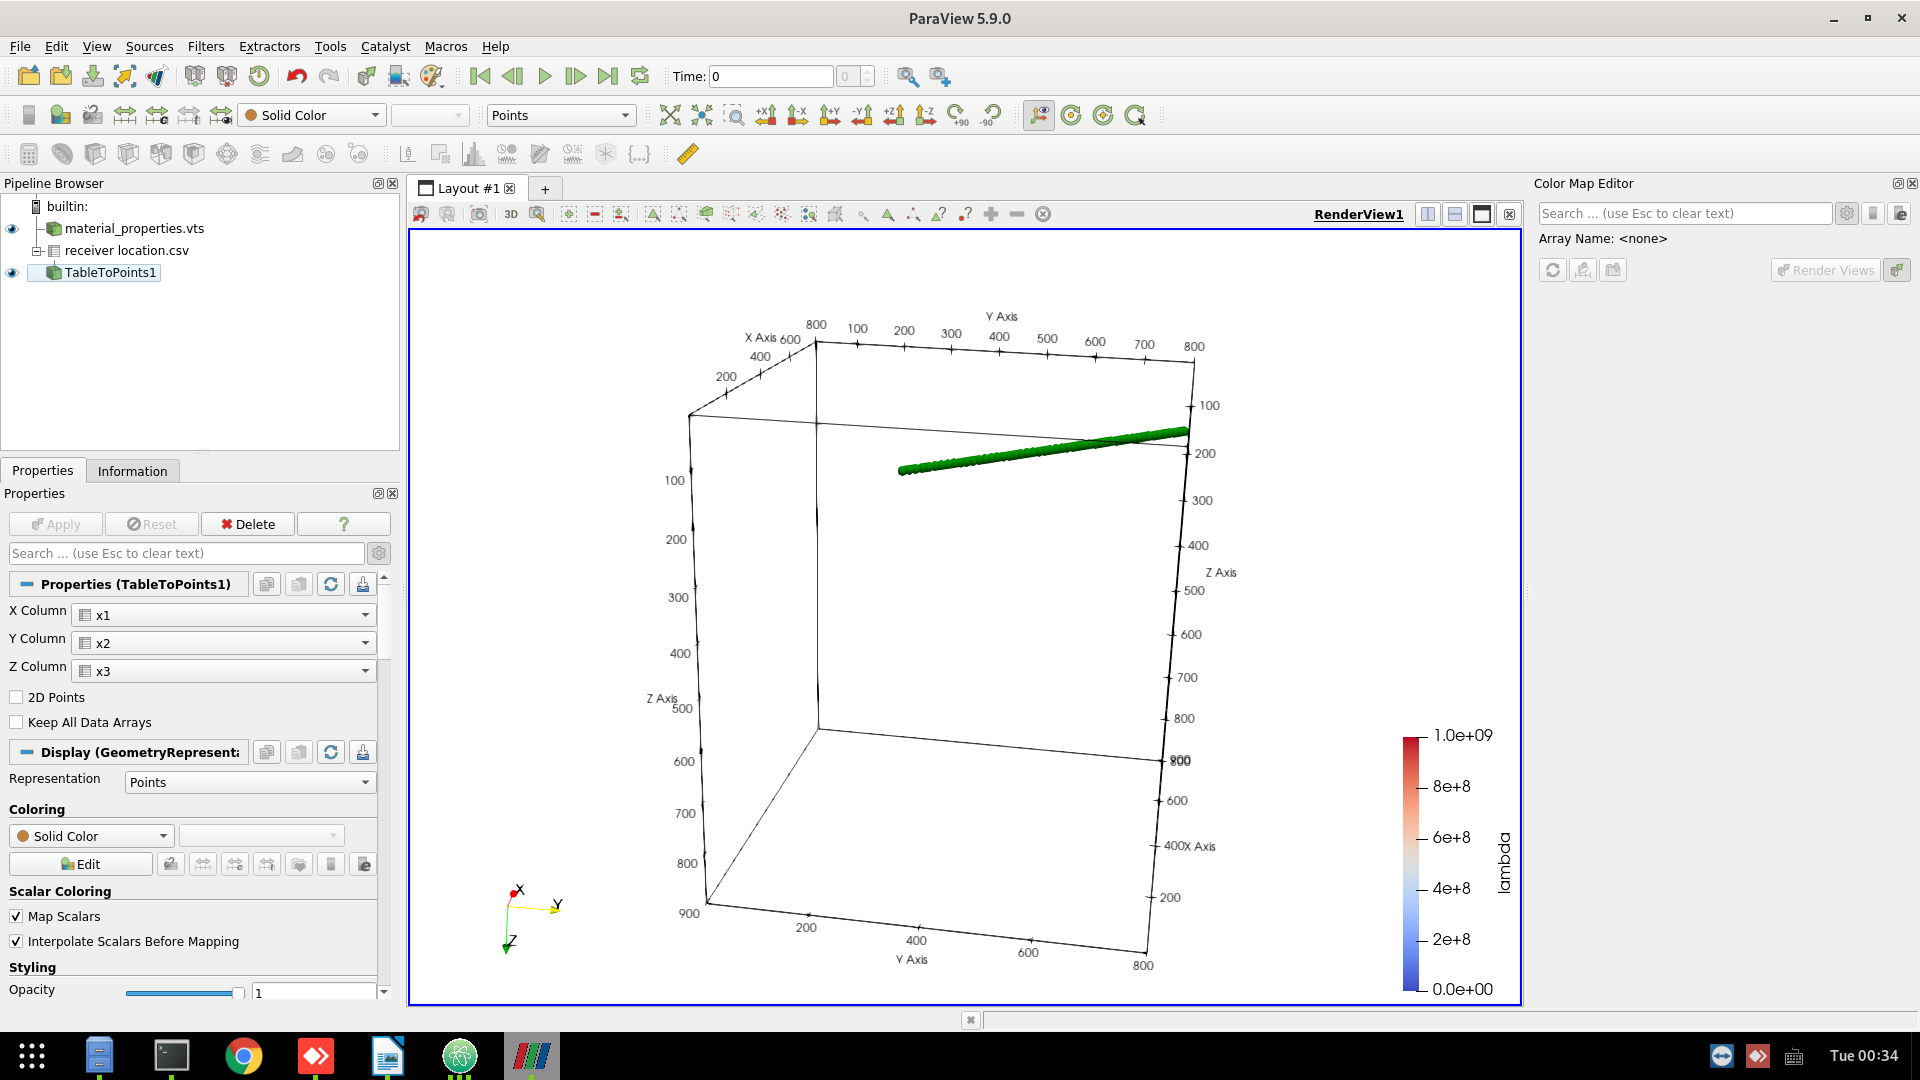 ParaView 5.9.0
File Edit View Sources Filters Extractors Tools Catalyst Macros Help
Time: 0 0
Solid Color Points +X -X +Y -Y +Z -Z +90 -90
Pipeline Browser
builtin:
material_properties.vts
receiver location.csv
TableToPoints1
Properties Information
Properties
Apply Reset Delete ?
Search ... (use Esc to clear text)
Properties (TableToPoints1)
X Column x1
Y Column x2
Z Column x3
2D Points
Keep All Data Arrays
Display (GeometryRepresenta
Representation Points
Coloring
Solid Color
Edit
Scalar Coloring
Map Scalars
Interpolate Scalars Before Mapping
Styling
Opacity 1
Layout #1 +
3D RenderView1
Y Axis
X Axis 600 800 100 200 300 400 500 600 700 800
400
200
100
200
300
400
Z Axis
500
600
700
800
900
800
600
400 X Axis
200
100
200
300
400
Z Axis
500
600
700
800
900
200
400
Y Axis
600
800
X
Y
Z
1.0e+09
8e+8
6e+8
4e+8
2e+8
0.0e+00
lambda
Color Map Editor
Search ... (use Esc to clear text)
Array Name: <none>
Render Views
Tue 00:34